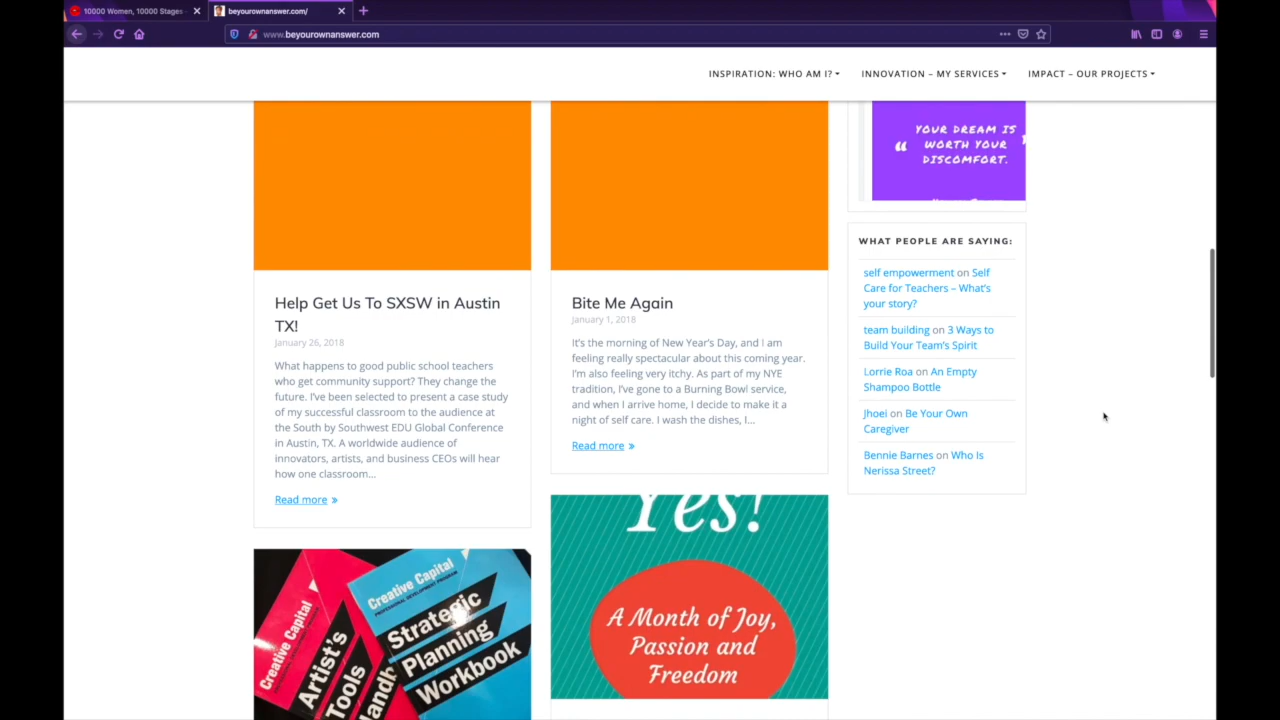 10000 Women, 10000 Stages
beyourownanswer.com/
www.beyourownanswer.com
INSPIRATION: WHO AM I?
INNOVATION – MY SERVICES
IMPACT – OUR PROJECTS
Help Get Us To SXSW in Austin
TX!
January 26, 2018
What happens to good public school teachers
who get community support? They change the
future. I've been selected to present a case study
of my successful classroom to the audience at
the South by Southwest EDU Global Conference
in Austin, TX. A worldwide audience of
innovators, artists, and business CEOs will hear
how one classroom...
Read more »
Creative Capital
Artist's
Tools
Creative Capital
PROFESSIONAL DEVELOPMENT PROGRAM
Strategic
Planning
Workbook
Bite Me Again
January 1, 2018
It's the morning of New Year's Day, and I am
feeling really spectacular about this coming year.
I'm also feeling very itchy. As part of my NYE
tradition, I've gone to a Burning Bowl service,
and when I arrive home, I decide to make it a
night of self care. I wash the dishes, I...
Read more »
Yes!
A Month of Joy,
Passion and
Freedom
“ YOUR DREAM IS
WORTH YOUR
DISCOMFORT. ”
WHAT PEOPLE ARE SAYING:
self empowerment on Self
Care for Teachers – What's
your story?
team building on 3 Ways to
Build Your Team's Spirit
Lorrie Roa on An Empty
Shampoo Bottle
Jhoei on Be Your Own
Caregiver
Bennie Barnes on Who Is
Nerissa Street?